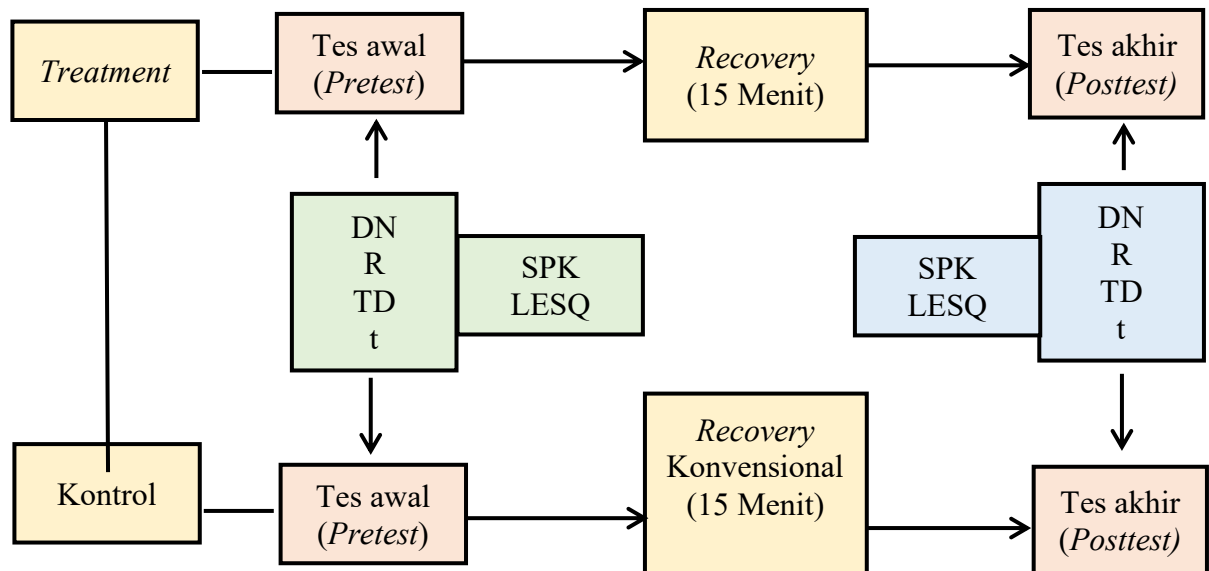 Treatment
Tes awal
(Pretest)
Recovery
(15 Menit)
Tes akhir
(Posttest)
DN
R
TD
t
SPK
LESQ
SPK
LESQ
DN
R
TD
t
Kontrol
Tes awal
(Pretest)
Recovery
Konvensional
(15 Menit)
Tes akhir
(Posttest)